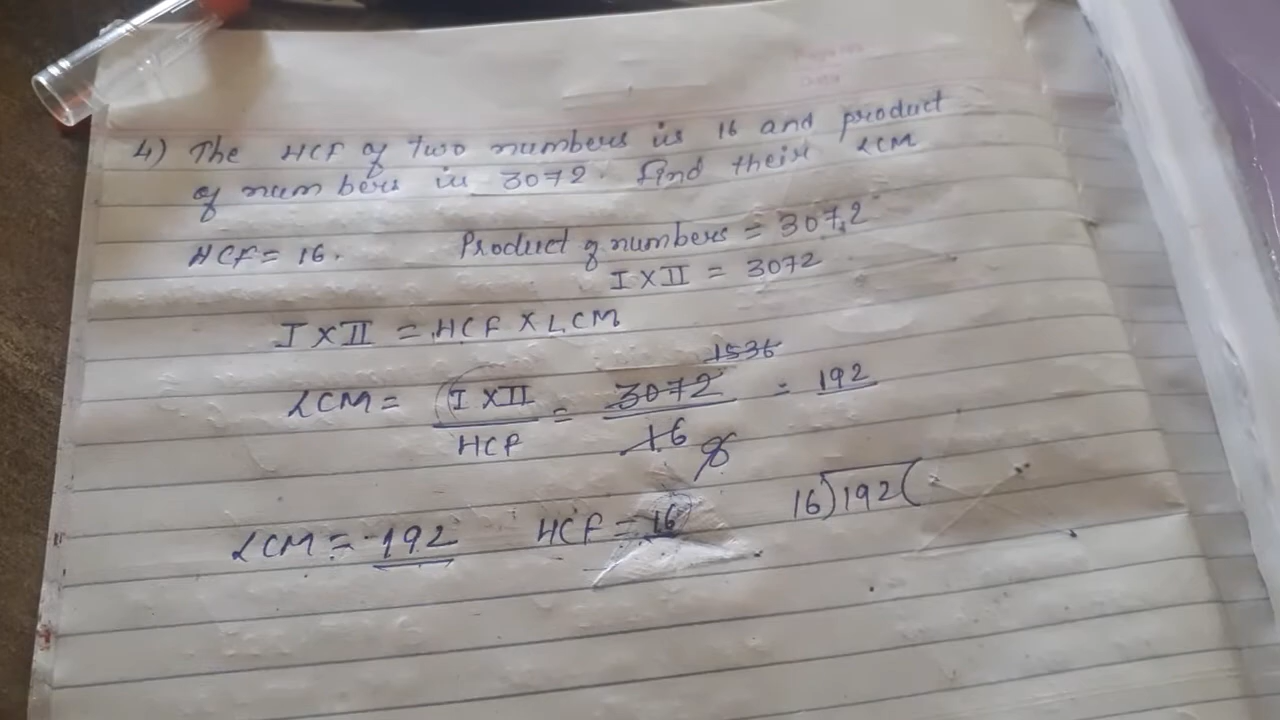 4) The HCF of two numbers is 16 and product
of numbers is 3072. Find their LCM
HCF = 16. Product of numbers = 3072
I X II = 3072
I X II = HCF X LCM
LCM = I X II / HCF = 3072 / 16 = 192
1536
8
16)192(
LCM = 192 HCF = 16